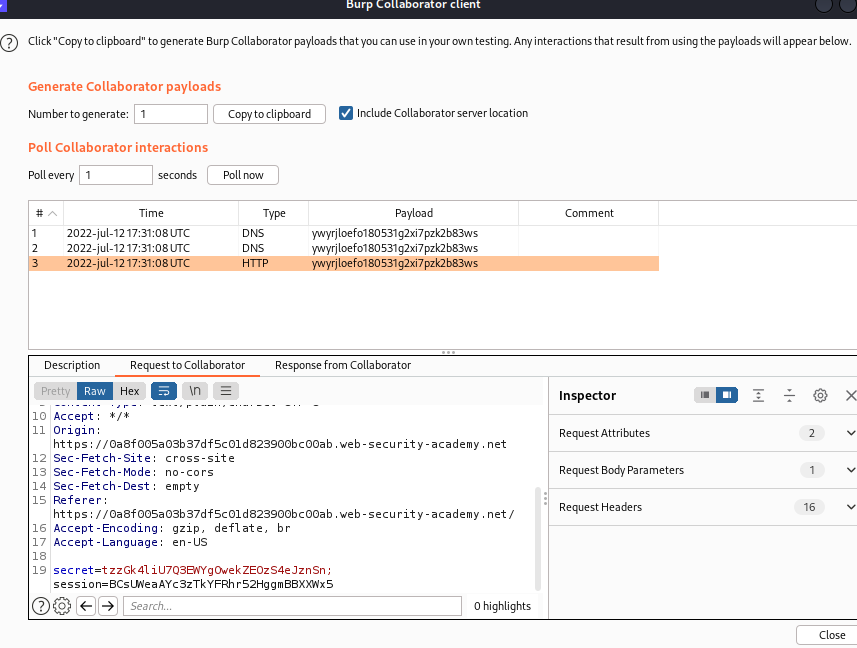 Burp Collaborator client
Click "Copy to clipboard" to generate Burp Collaborator payloads that you can use in your own testing. Any interactions that result from using the payloads will appear below.
Generate Collaborator payloads
Number to generate: 1 Copy to clipboard Include Collaborator server location
Poll Collaborator interactions
Poll every 1 seconds Poll now
# Time Type Payload Comment
1 2022-jul-12 17:31:08 UTC DNS ywyrjloefo180531g2xi7pzk2b83ws
2 2022-jul-12 17:31:08 UTC DNS ywyrjloefo180531g2xi7pzk2b83ws
3 2022-jul-12 17:31:08 UTC HTTP ywyrjloefo180531g2xi7pzk2b83ws
Description Request to Collaborator Response from Collaborator
Pretty Raw Hex \n
Inspector
10 Accept: */*
11 Origin:
https://0a8f005a03b37df5c01d823900bc00ab.web-security-academy.net
12 Sec-Fetch-Site: cross-site
13 Sec-Fetch-Mode: no-cors
14 Sec-Fetch-Dest: empty
15 Referer:
https://0a8f005a03b37df5c01d823900bc00ab.web-security-academy.net/
16 Accept-Encoding: gzip, deflate, br
17 Accept-Language: en-US
18
19 secret=tzzGk4liU7Q3EWYgOwekZEOzS4eJznSn;
session=BCsUWeaAYc3zTkYFRhr52HggmBBXXWx5
Request Attributes 2
Request Body Parameters 1
Request Headers 16
? Search... 0 highlights
Close